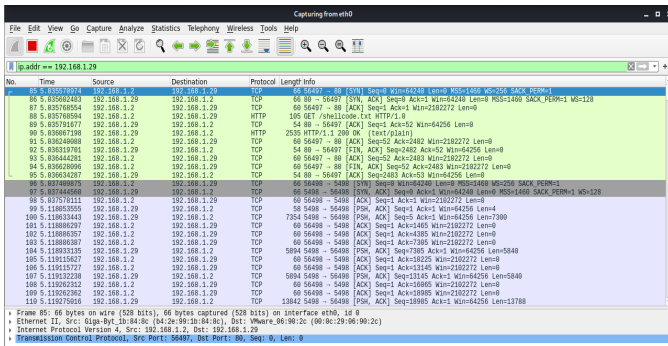 Capturing from eth0
File Edit View Go Capture Analyze Statistics Telephony Wireless Tools Help
ip.addr == 192.168.1.29
No. Time Source Destination Protocol Length Info
85 5.035570974 192.168.1.2 192.168.1.29 TCP 66 56497 → 80 [SYN] Seq=0 Win=64240 Len=0 MSS=1460 WS=256 SACK_PERM=1
86 5.035602483 192.168.1.29 192.168.1.2 TCP 66 80 → 56497 [SYN, ACK] Seq=0 Ack=1 Win=64240 Len=0 MSS=1460 SACK_PERM=1 WS=128
87 5.035768554 192.168.1.2 192.168.1.29 TCP 60 56497 → 80 [ACK] Seq=1 Ack=1 Win=2102272 Len=0
88 5.035768594 192.168.1.2 192.168.1.29 HTTP 105 GET /shellcode.txt HTTP/1.0
89 5.035791677 192.168.1.29 192.168.1.2 TCP 54 80 → 56497 [ACK] Seq=1 Ack=52 Win=64256 Len=0
90 5.036067198 192.168.1.29 192.168.1.2 HTTP 2535 HTTP/1.1 200 OK (text/plain)
91 5.036240088 192.168.1.2 192.168.1.29 TCP 60 56497 → 80 [ACK] Seq=52 Ack=2482 Win=2102272 Len=0
92 5.036319701 192.168.1.29 192.168.1.2 TCP 54 80 → 56497 [FIN, ACK] Seq=2482 Ack=52 Win=64256 Len=0
93 5.036444281 192.168.1.2 192.168.1.29 TCP 60 56497 → 80 [ACK] Seq=52 Ack=2483 Win=2102272 Len=0
94 5.036628096 192.168.1.2 192.168.1.29 TCP 60 56497 → 80 [FIN, ACK] Seq=52 Ack=2483 Win=2102272 Len=0
95 5.036634287 192.168.1.29 192.168.1.2 TCP 54 80 → 56497 [ACK] Seq=2483 Ack=53 Win=64256 Len=0
96 5.037409875 192.168.1.2 192.168.1.29 TCP 66 56498 → 5498 [SYN] Seq=0 Win=64240 Len=0 MSS=1460 WS=256 SACK_PERM=1
97 5.037444560 192.168.1.29 192.168.1.2 TCP 66 5498 → 56498 [SYN, ACK] Seq=0 Ack=1 Win=64240 Len=0 MSS=1460 SACK_PERM=1 WS=128
98 5.037578111 192.168.1.2 192.168.1.29 TCP 60 56498 → 5498 [ACK] Seq=1 Ack=1 Win=2102272 Len=0
99 5.118053555 192.168.1.29 192.168.1.2 TCP 58 5498 → 56498 [PSH, ACK] Seq=1 Ack=1 Win=64256 Len=4
100 5.118633443 192.168.1.29 192.168.1.2 TCP 7354 5498 → 56498 [PSH, ACK] Seq=5 Ack=1 Win=64256 Len=7300
101 5.118886297 192.168.1.2 192.168.1.29 TCP 60 56498 → 5498 [ACK] Seq=1 Ack=1465 Win=2102272 Len=0
102 5.118886357 192.168.1.2 192.168.1.29 TCP 60 56498 → 5498 [ACK] Seq=1 Ack=4385 Win=2102272 Len=0
103 5.118886387 192.168.1.2 192.168.1.29 TCP 60 56498 → 5498 [ACK] Seq=1 Ack=7305 Win=2102272 Len=0
104 5.118933135 192.168.1.29 192.168.1.2 TCP 5894 5498 → 56498 [PSH, ACK] Seq=7305 Ack=1 Win=64256 Len=5840
105 5.119115627 192.168.1.2 192.168.1.29 TCP 60 56498 → 5498 [ACK] Seq=1 Ack=10225 Win=2102272 Len=0
106 5.119115727 192.168.1.2 192.168.1.29 TCP 60 56498 → 5498 [ACK] Seq=1 Ack=13145 Win=2102272 Len=0
107 5.119132238 192.168.1.29 192.168.1.2 TCP 5894 5498 → 56498 [PSH, ACK] Seq=13145 Ack=1 Win=64256 Len=5840
108 5.119262312 192.168.1.2 192.168.1.29 TCP 60 56498 → 5498 [ACK] Seq=1 Ack=16065 Win=2102272 Len=0
109 5.119262362 192.168.1.2 192.168.1.29 TCP 60 56498 → 5498 [ACK] Seq=1 Ack=18985 Win=2102272 Len=0
110 5.119275016 192.168.1.29 192.168.1.2 TCP 13842 5498 → 56498 [PSH, ACK] Seq=18985 Ack=1 Win=64256 Len=13788
Frame 85: 66 bytes on wire (528 bits), 66 bytes captured (528 bits) on interface eth0, id 0
Ethernet II, Src: Giga-Byt_1b:84:8c (b4:2e:99:1b:84:8c), Dst: VMware_06:90:2c (00:0c:29:06:90:2c)
Internet Protocol Version 4, Src: 192.168.1.2, Dst: 192.168.1.29
Transmission Control Protocol, Src Port: 56497, Dst Port: 80, Seq: 0, Len: 0